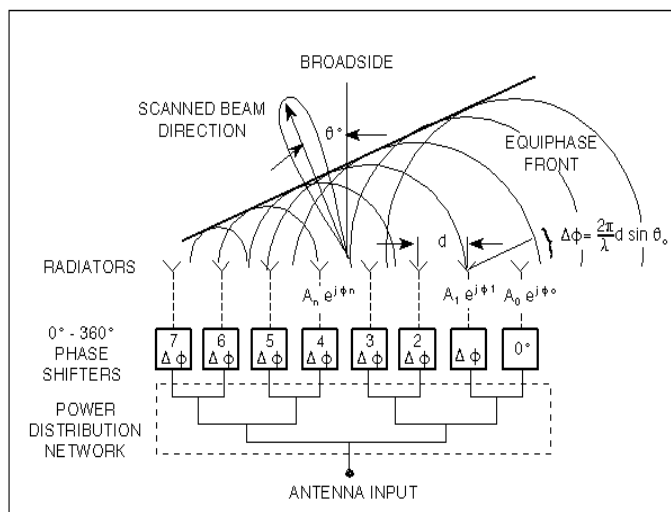 BROADSIDE
SCANNED BEAM
DIRECTION
θ°
EQUIPHASE
FRONT
d
Δϕ= 2π/λ d sin θ₀
RADIATORS
Aₙ e^jϕn A₁ e^jϕ1 A₀ e^jϕ₀
0° - 360°
PHASE
SHIFTERS
7 Δϕ 6 Δϕ 5 Δϕ 4 Δϕ 3 Δϕ 2 Δϕ Δϕ 0°
POWER
DISTRIBUTION
NETWORK
ANTENNA INPUT